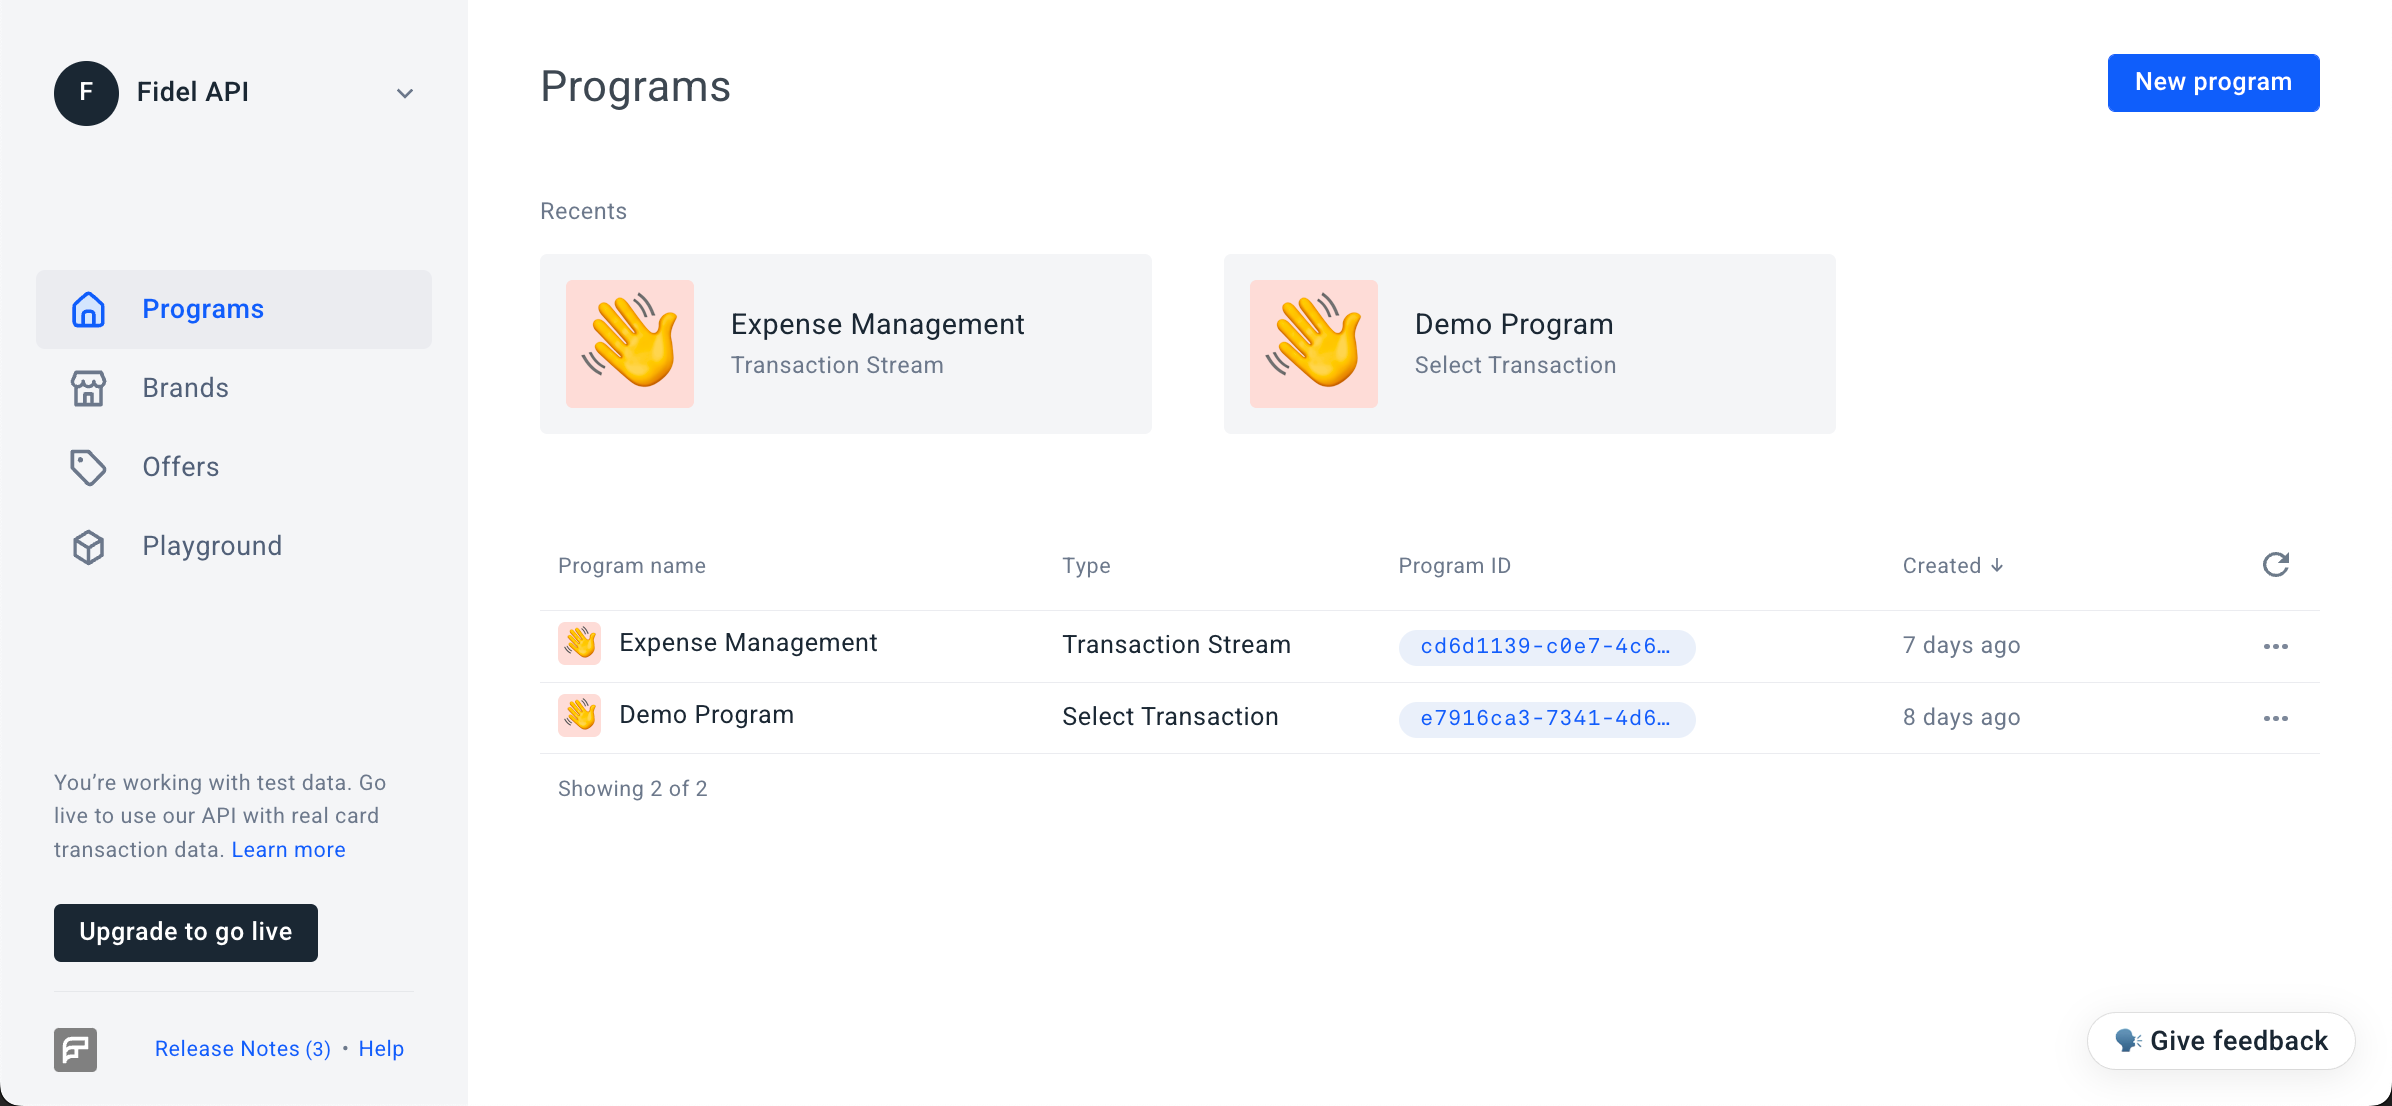 F Fidel API
Programs
Brands
Offers
Playground
You’re working with test data. Go
live to use our API with real card
transaction data. Learn more
Upgrade to go live
Release Notes (3) • Help
Programs
New program
Recents
Expense Management
Transaction Stream
Demo Program
Select Transaction
Program name Type Program ID Created ↓
Expense Management Transaction Stream cd6d1139-c0e7-4c6… 7 days ago
Demo Program Select Transaction e7916ca3-7341-4d6… 8 days ago
Showing 2 of 2
Give feedback